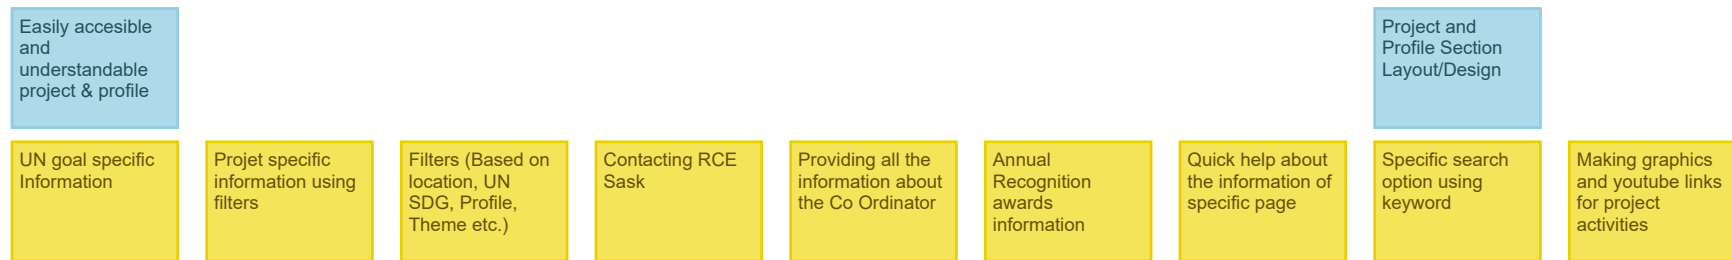 Easily accesible
and
understandable
project & profile
Project and
Profile Section
Layout/Design
UN goal specific
Information
Projet specific
information using
filters
Filters (Based on
location, UN
SDG, Profile,
Theme etc.)
Contacting RCE
Sask
Providing all the
information about
the Co Ordinator
Annual
Recognition
awards
information
Quick help about
the information of
specific page
Specific search
option using
keyword
Making graphics
and youtube links
for project
activities